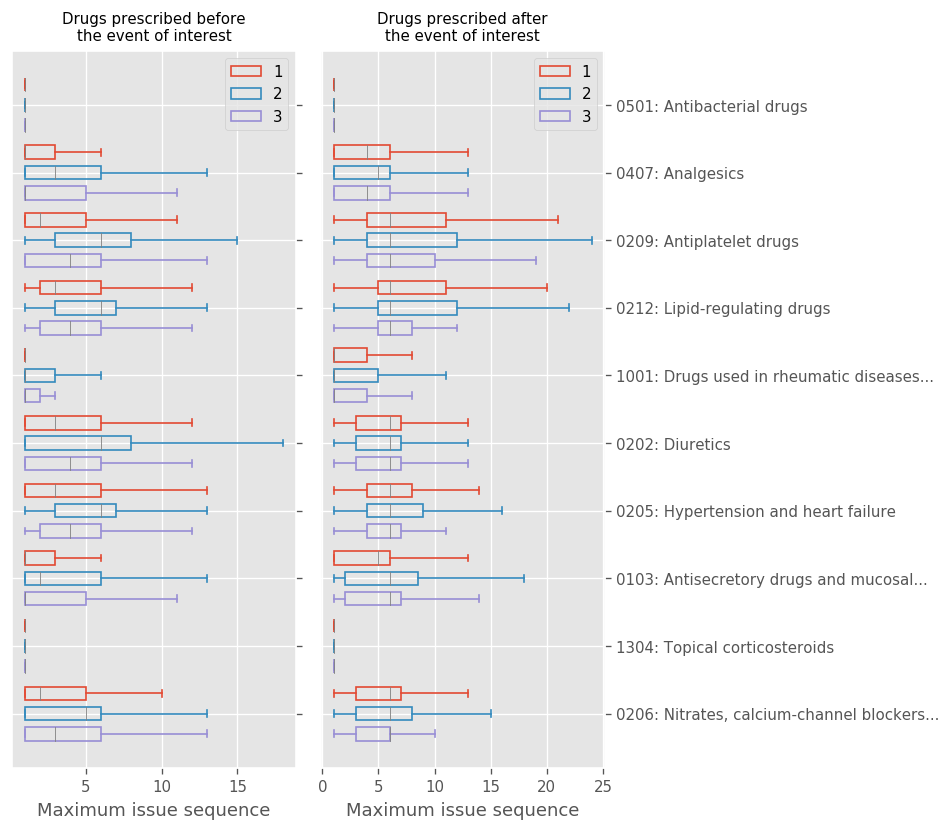 Drugs prescribed before
the event of interest
Drugs prescribed after
the event of interest
1
2
3
1
2
3
0501: Antibacterial drugs
0407: Analgesics
0209: Antiplatelet drugs
0212: Lipid-regulating drugs
1001: Drugs used in rheumatic diseases...
0202: Diuretics
0205: Hypertension and heart failure
0103: Antisecretory drugs and mucosal...
1304: Topical corticosteroids
0206: Nitrates, calcium-channel blockers...
5 10 15
0 5 10 15 20 25
Maximum issue sequence
Maximum issue sequence